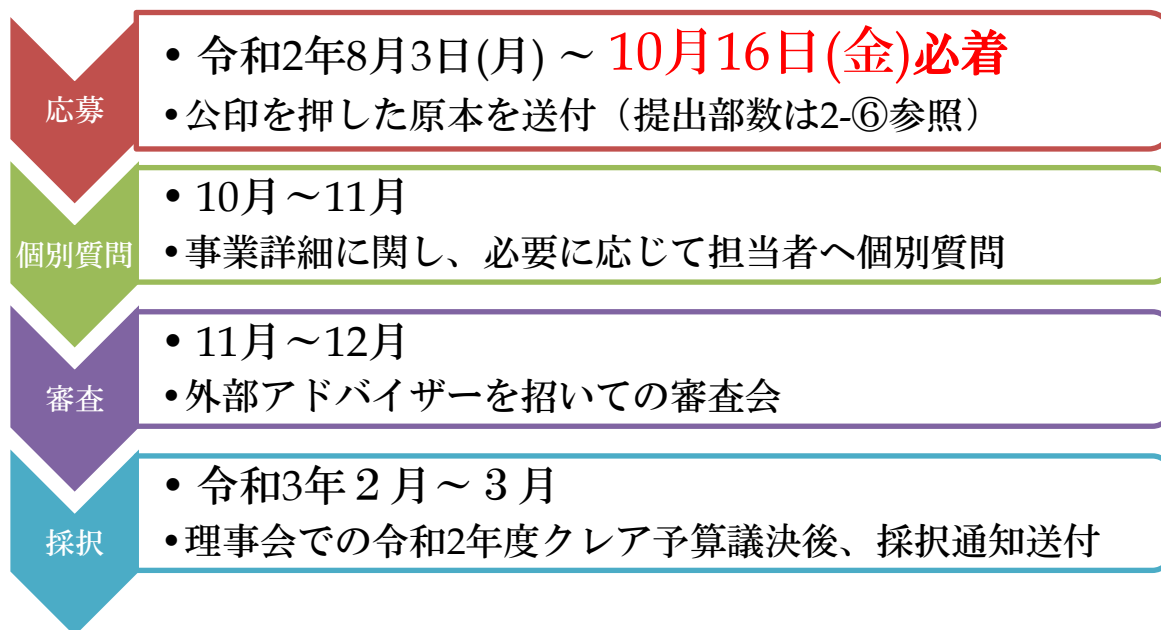 応募
• 令和2年8月3日(月) ~ 10月16日(金)必着
•公印を押した原本を送付（提出部数は2-⑥参照）
個別質問
• 10月～11月
•事業詳細に関し、必要に応じて担当者へ個別質問
審査
• 11月～12月
•外部アドバイザーを招いての審査会
採択
• 令和3年２月～３月
•理事会での令和2年度クレア予算議決後、採択通知送付